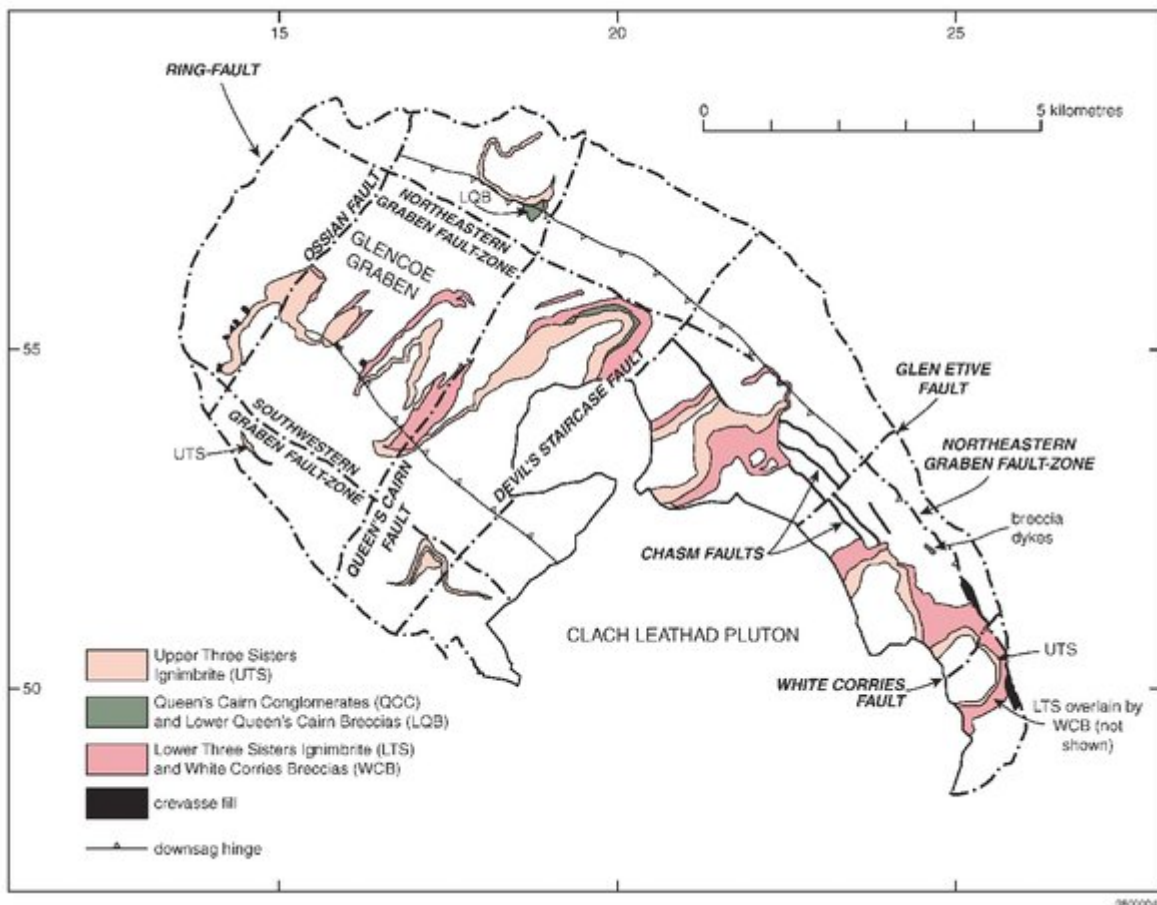 15
20
25
RING-FAULT
0
5 kilometres
LQB
OSSIAN FAULT
NORTHEASTERN
GRABEN FAULT-ZONE
GLENCOE
GRABEN
55
GLEN ETIVE
FAULT
SOUTHWESTERN
GRABEN FAULT-ZONE
UTS
DEVIL'S STAIRCASE FAULT
NORTHEASTERN
GRABEN FAULT-ZONE
QUEEN'S CAIRN
FAULT
breccia
dykes
CHASM FAULTS
CLACH LEATHAD PLUTON
UTS
WHITE CORRIES
FAULT
LTS overlain by
WCB (not
shown)
50
Upper Three Sisters
Ignimbrite (UTS)
Queen's Cairn Conglomerates (QCC)
and Lower Queen's Cairn Breccias (LQB)
Lower Three Sisters Ignimbrite (LTS)
and White Corries Breccias (WCB)
crevasse fill
downsag hinge